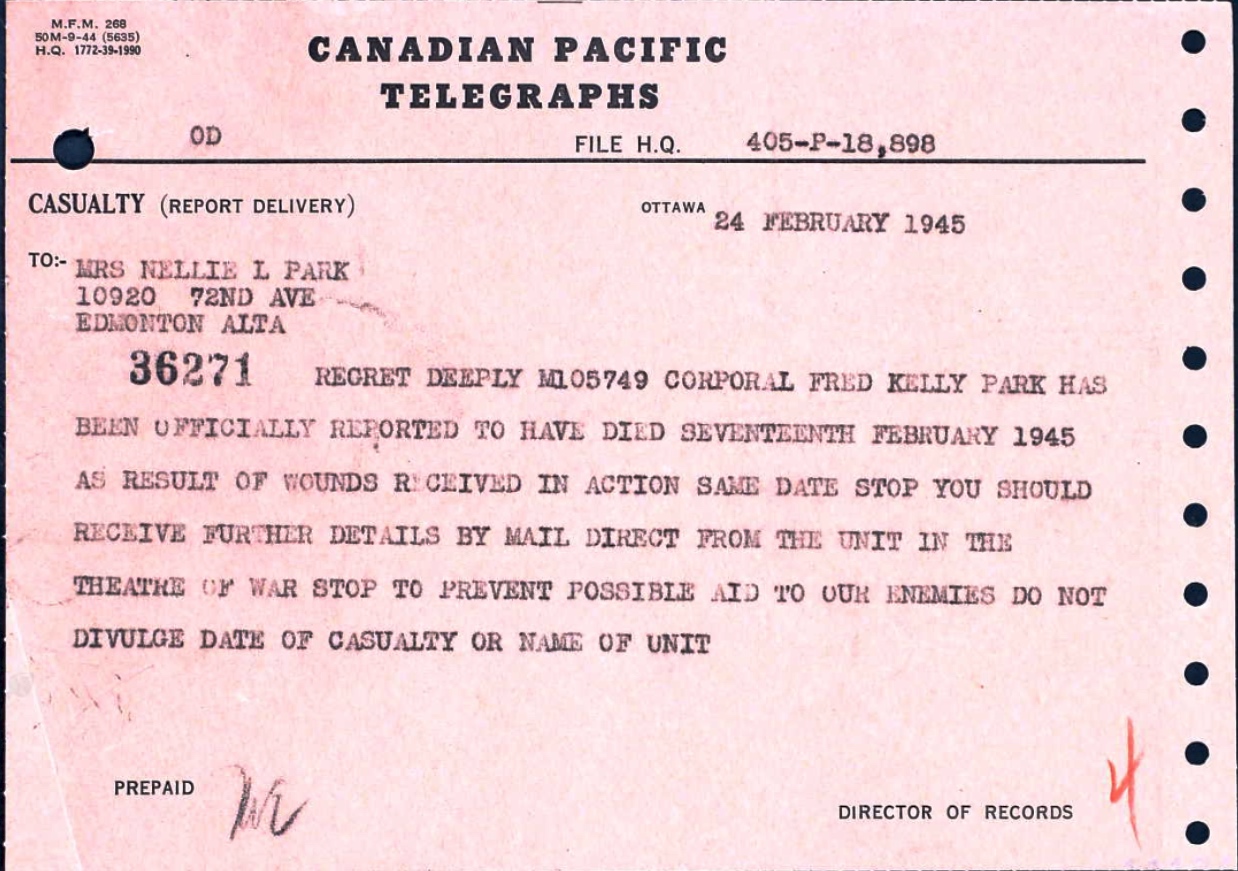 M.F.M. 268
50M-9-44 (5635)
H.Q. 1772-39-1990
CANADIAN PACIFIC
TELEGRAPHS
OD FILE H.Q. 405-P-18,898
CASUALTY (REPORT DELIVERY) OTTAWA 24 FEBRUARY 1945
TO:- MRS NELLIE L PARK
10920 72ND AVE
EDMONTON ALTA
36271 REGRET DEEPLY M105749 CORPORAL FRED KELLY PARK HAS
BEEN OFFICIALLY REPORTED TO HAVE DIED SEVENTEENTH FEBRUARY 1945
AS RESULT OF WOUNDS RECEIVED IN ACTION SAME DATE STOP YOU SHOULD
RECEIVE FURTHER DETAILS BY MAIL DIRECT FROM THE UNIT IN THE
THEATRE OF WAR STOP TO PREVENT POSSIBLE AID TO OUR ENEMIES DO NOT
DIVULGE DATE OF CASUALTY OR NAME OF UNIT
PREPAID
DIRECTOR OF RECORDS
4